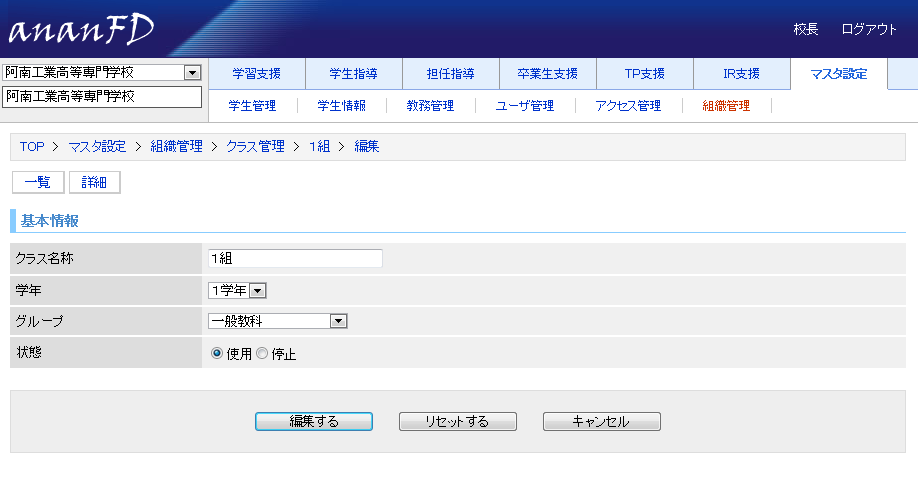 ananFD
校長 ログアウト
阿南工業高等専門学校
阿南工業高等専門学校
学習支援 学生指導 担任指導 卒業生支援 TP支援 IR支援 マスタ設定
学生管理 学生情報 教務管理 ユーザ管理 アクセス管理 組織管理
TOP > マスタ設定 > 組織管理 > クラス管理 > 1組 > 編集
一覧 詳細
基本情報
クラス名称 1組
学年 1学年
グループ 一般教科
状態 使用 停止
編集する リセットする キャンセル